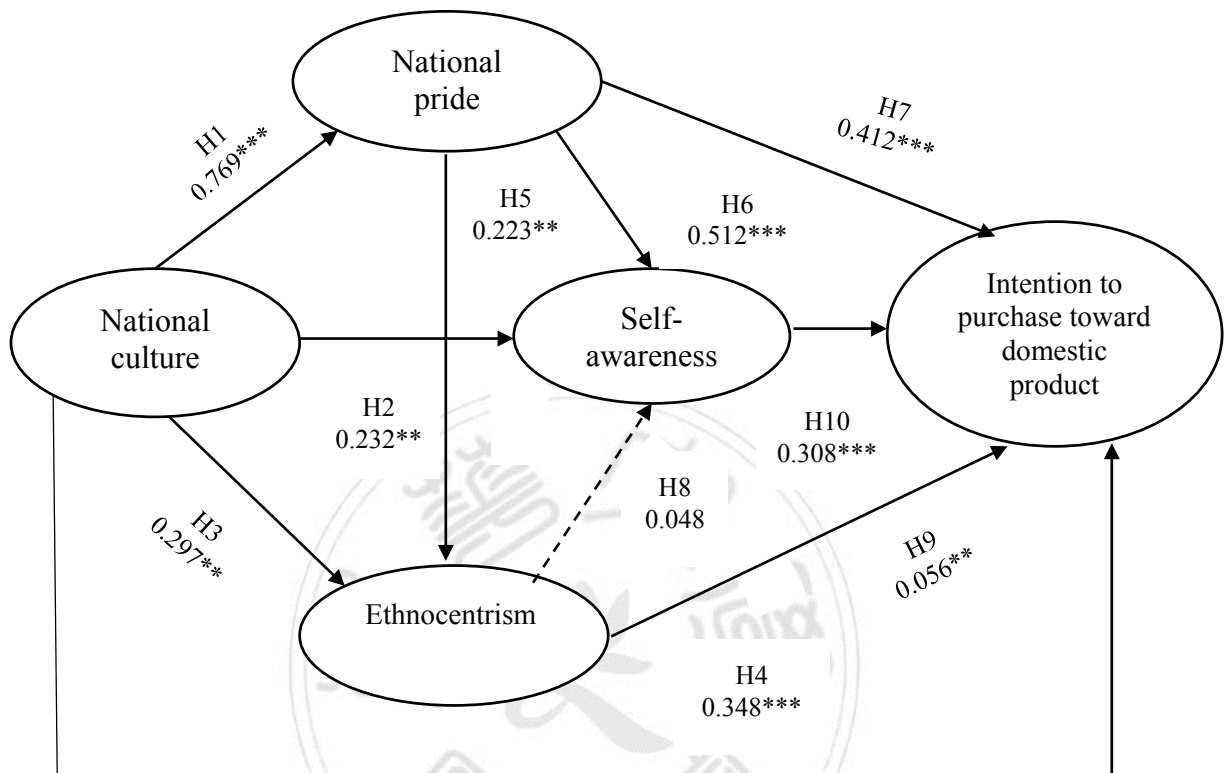 National
pride
H1
0.769***
H7
0.412***
H5
0.223**
H6
0.512***
National
culture
Self-
awareness
Intention to
purchase toward
domestic
product
H2
0.232**
H10
0.308***
H3
0.297**
H8
0.048
H9
0.056**
Ethnocentrism
H4
0.348***